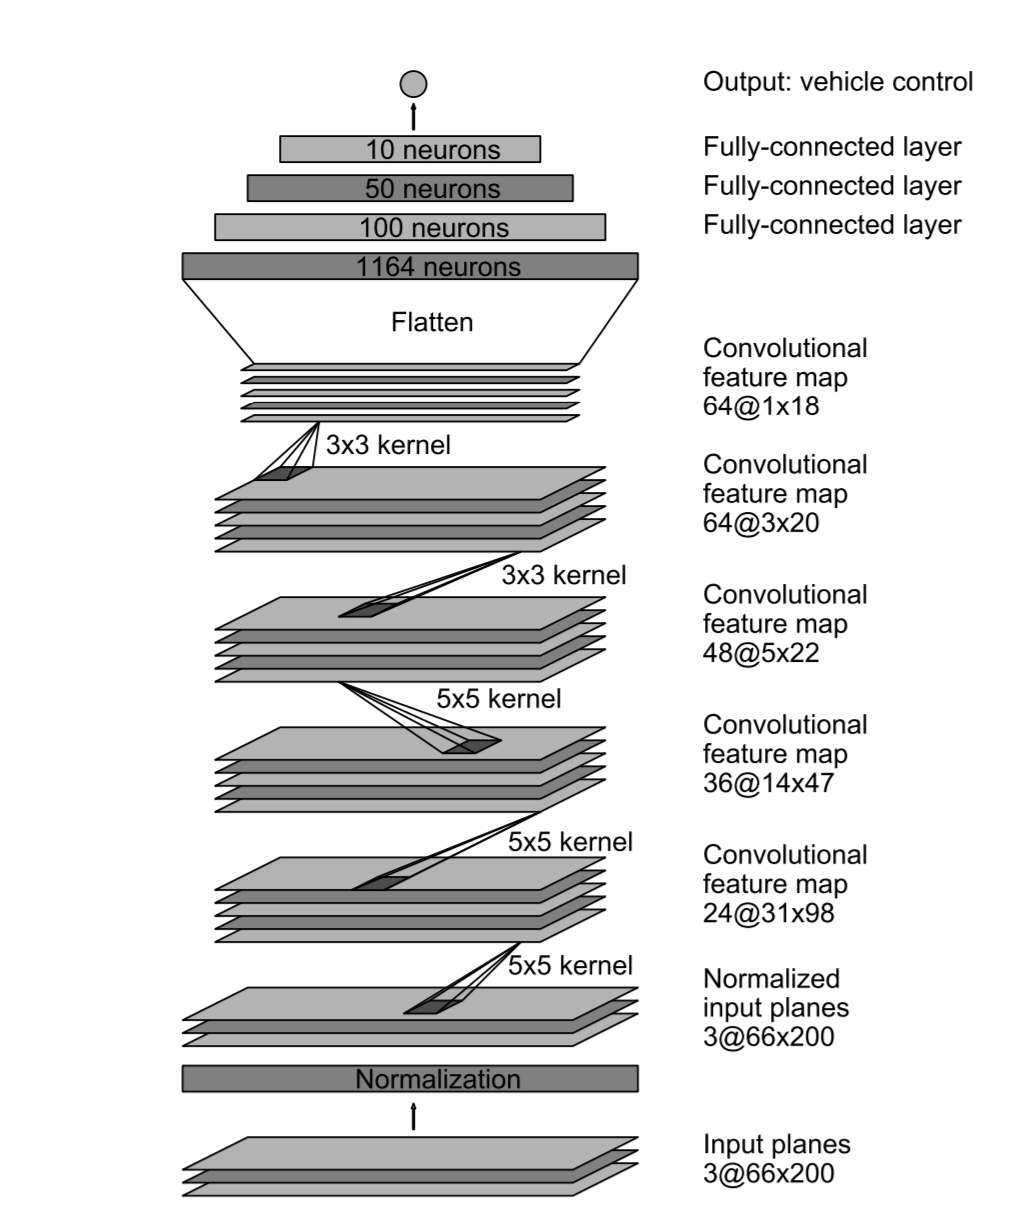 Output: vehicle control
10 neurons
Fully-connected layer
50 neurons
Fully-connected layer
100 neurons
Fully-connected layer
1164 neurons
Flatten
Convolutional
feature map
64@1x18
3x3 kernel
Convolutional
feature map
64@3x20
3x3 kernel
Convolutional
feature map
48@5x22
5x5 kernel
Convolutional
feature map
36@14x47
5x5 kernel
Convolutional
feature map
24@31x98
5x5 kernel
Normalized
input planes
3@66x200
Normalization
Input planes
3@66x200